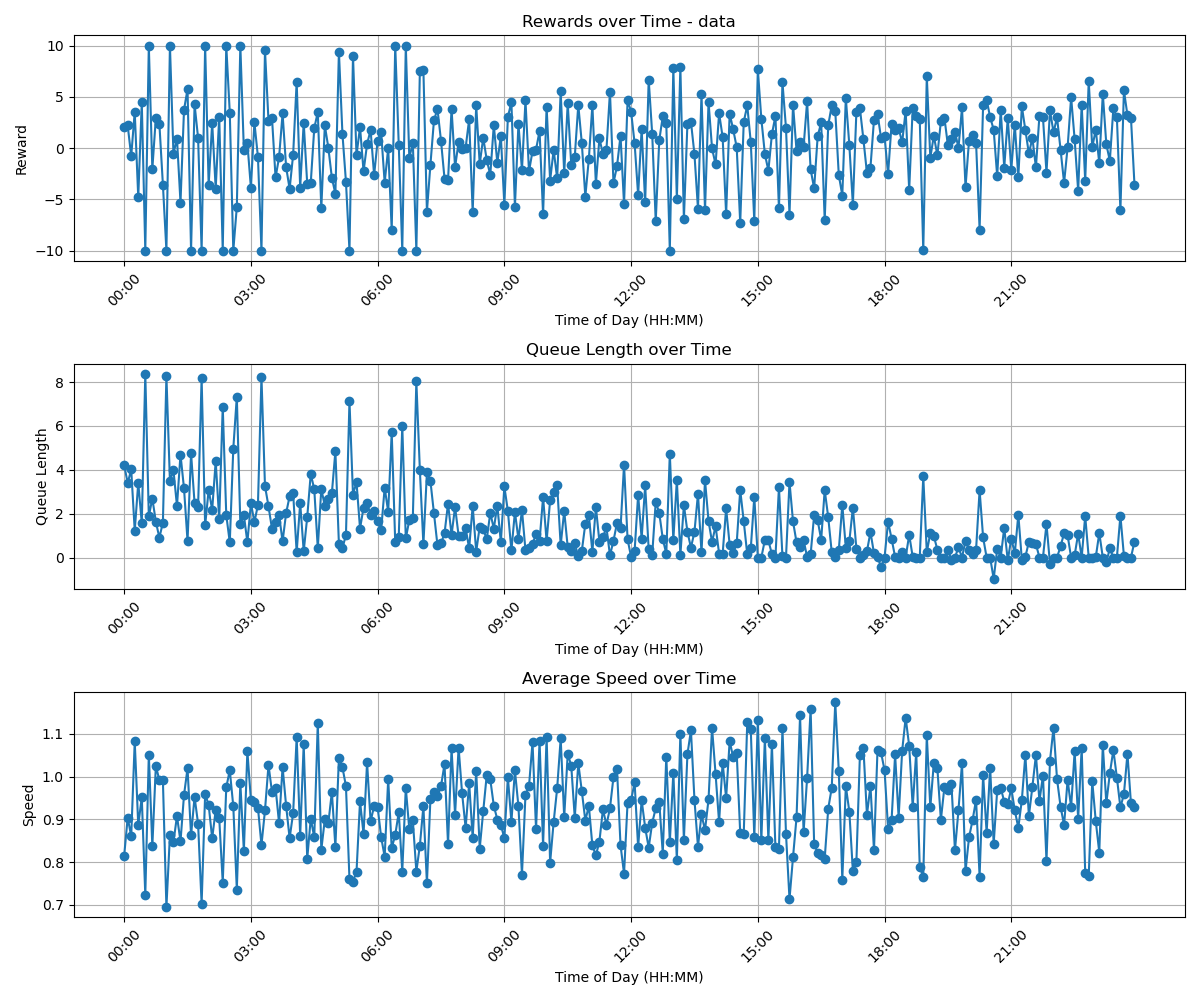 Rewards over Time - data
10
5
0
−5
−10
Reward
00:00 03:00 06:00 09:00 12:00 15:00 18:00 21:00
Time of Day (HH:MM)
Queue Length over Time
8
6
4
2
0
Queue Length
00:00 03:00 06:00 09:00 12:00 15:00 18:00 21:00
Time of Day (HH:MM)
Average Speed over Time
1.1
1.0
0.9
0.8
0.7
Speed
00:00 03:00 06:00 09:00 12:00 15:00 18:00 21:00
Time of Day (HH:MM)